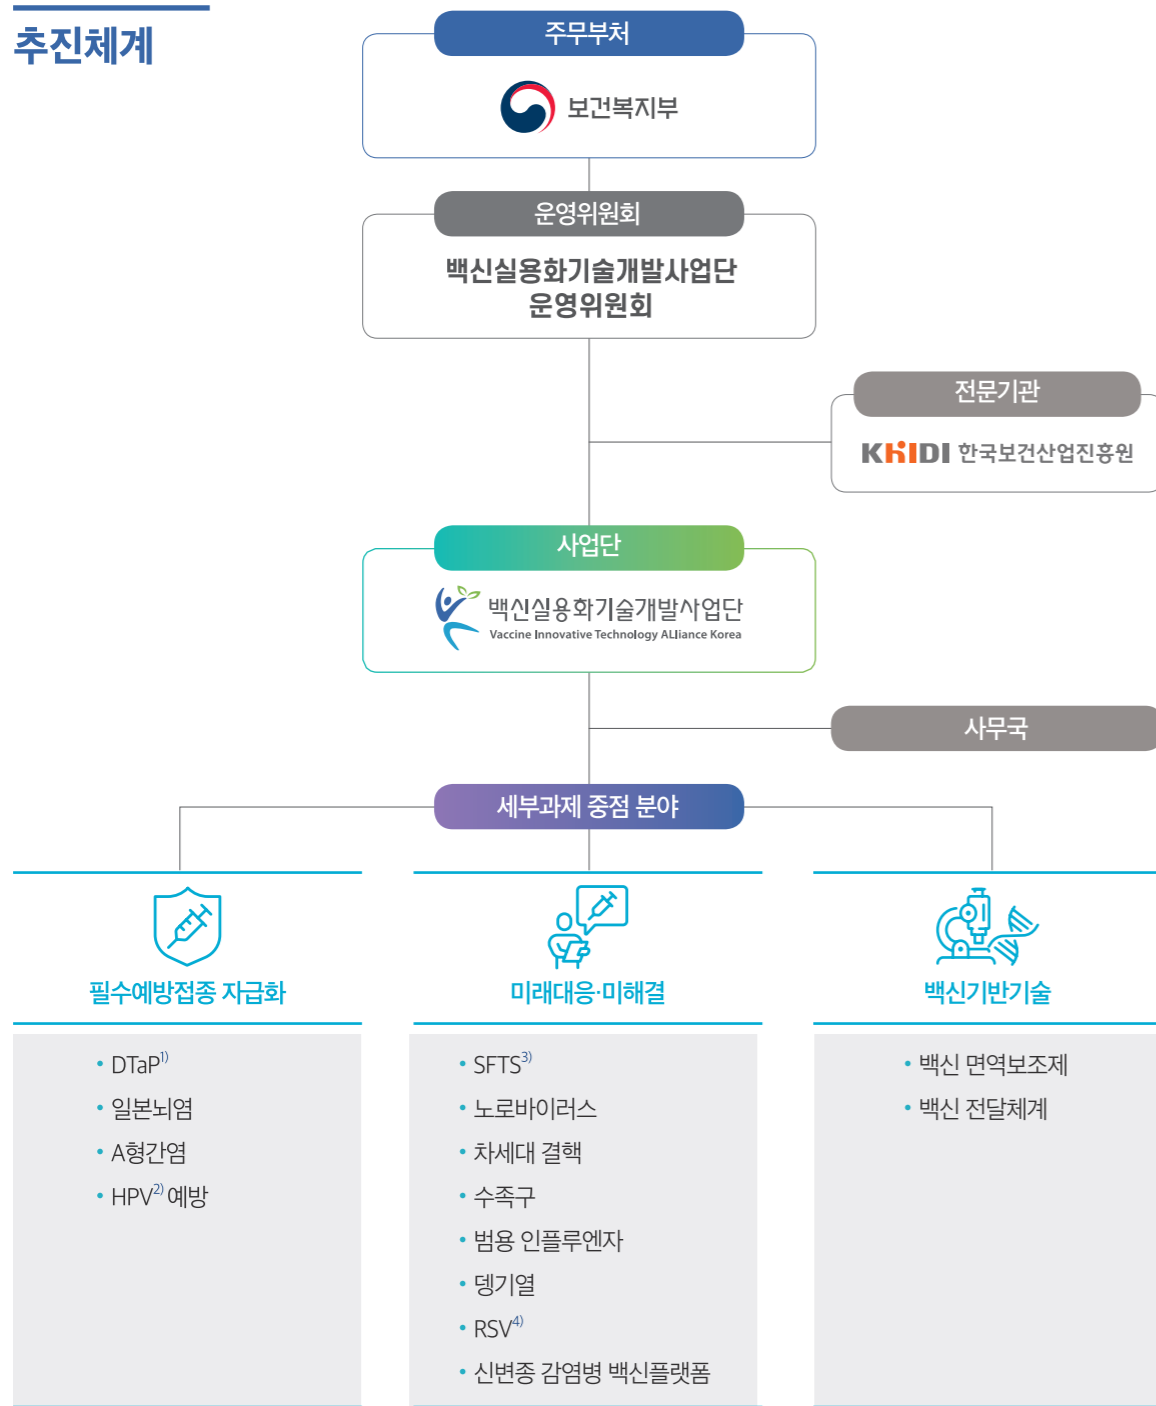 추진체계
주무부처
보건복지부
운영위원회
백신실용화기술개발사업단
운영위원회
전문기관
KHIDI 한국보건산업진흥원
사업단
백신실용화기술개발사업단
Vaccine Innovative Technology ALliance Korea
사무국
세부과제 중점 분야
필수예방접종 자급화
• DTaP1)
• 일본뇌염
• A형간염
• HPV2) 예방
미래대응·미해결
• SFTS3)
• 노로바이러스
• 차세대 결핵
• 수족구
• 범용 인플루엔자
• 뎅기열
• RSV4)
• 신변종 감염병 백신플랫폼
백신기반기술
• 백신 면역보조제
• 백신 전달체계